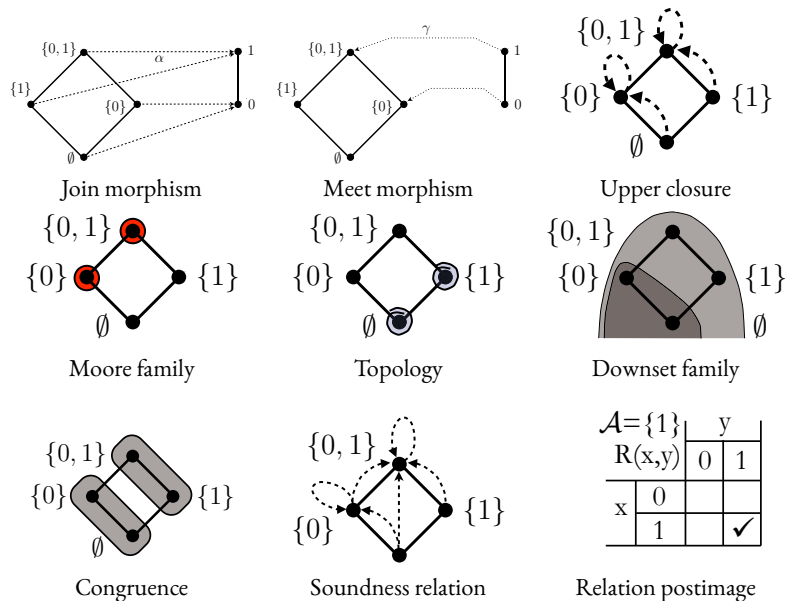 {0,1}
1
α
{1}
{0}
0
∅
Join morphism
{0,1}
γ
1
{1}
{0}
0
∅
Meet morphism
{0, 1}
{0}
{1}
∅
Upper closure
{0, 1}
{0}
{1}
∅
Moore family
{0, 1}
{0}
{1}
∅
Topology
{0, 1}
{0}
{1}
∅
Downset family
{0, 1}
{0}
{1}
∅
Congruence
{0, 1}
{0}
{1}
Soundness relation
𝒜={1} y
R(x,y) 0 1
x 0
1 ✓
Relation postimage